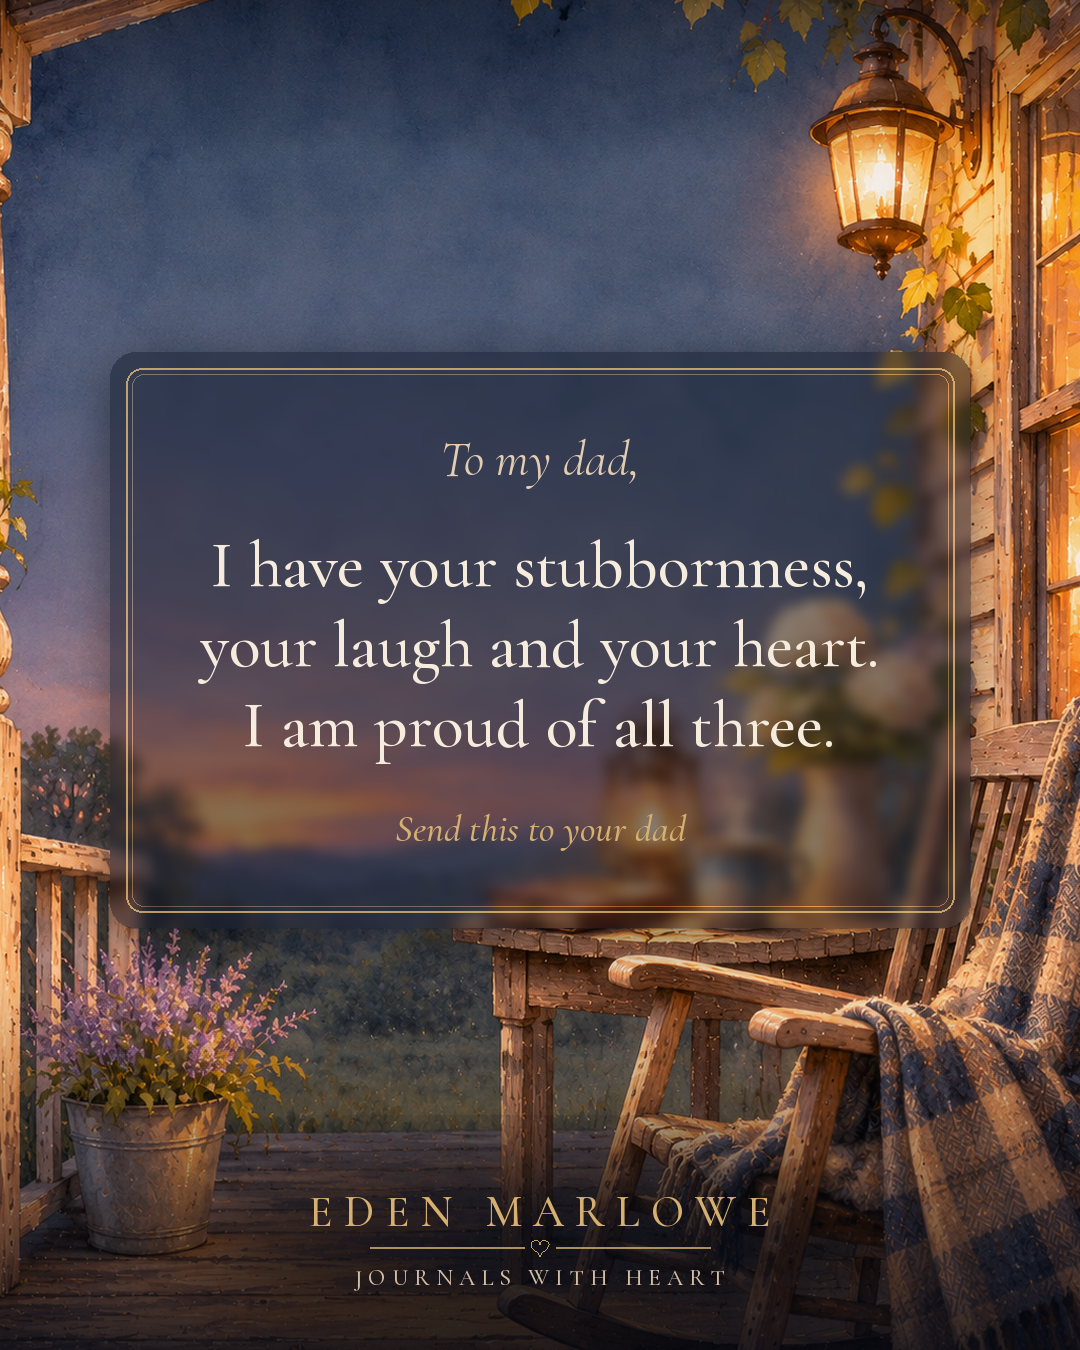 To my dad,
I have your stubbornness,
your laugh and your heart.
I am proud of all three.
Send this to your dad
EDEN MARLOWE
JOURNALS WITH HEART